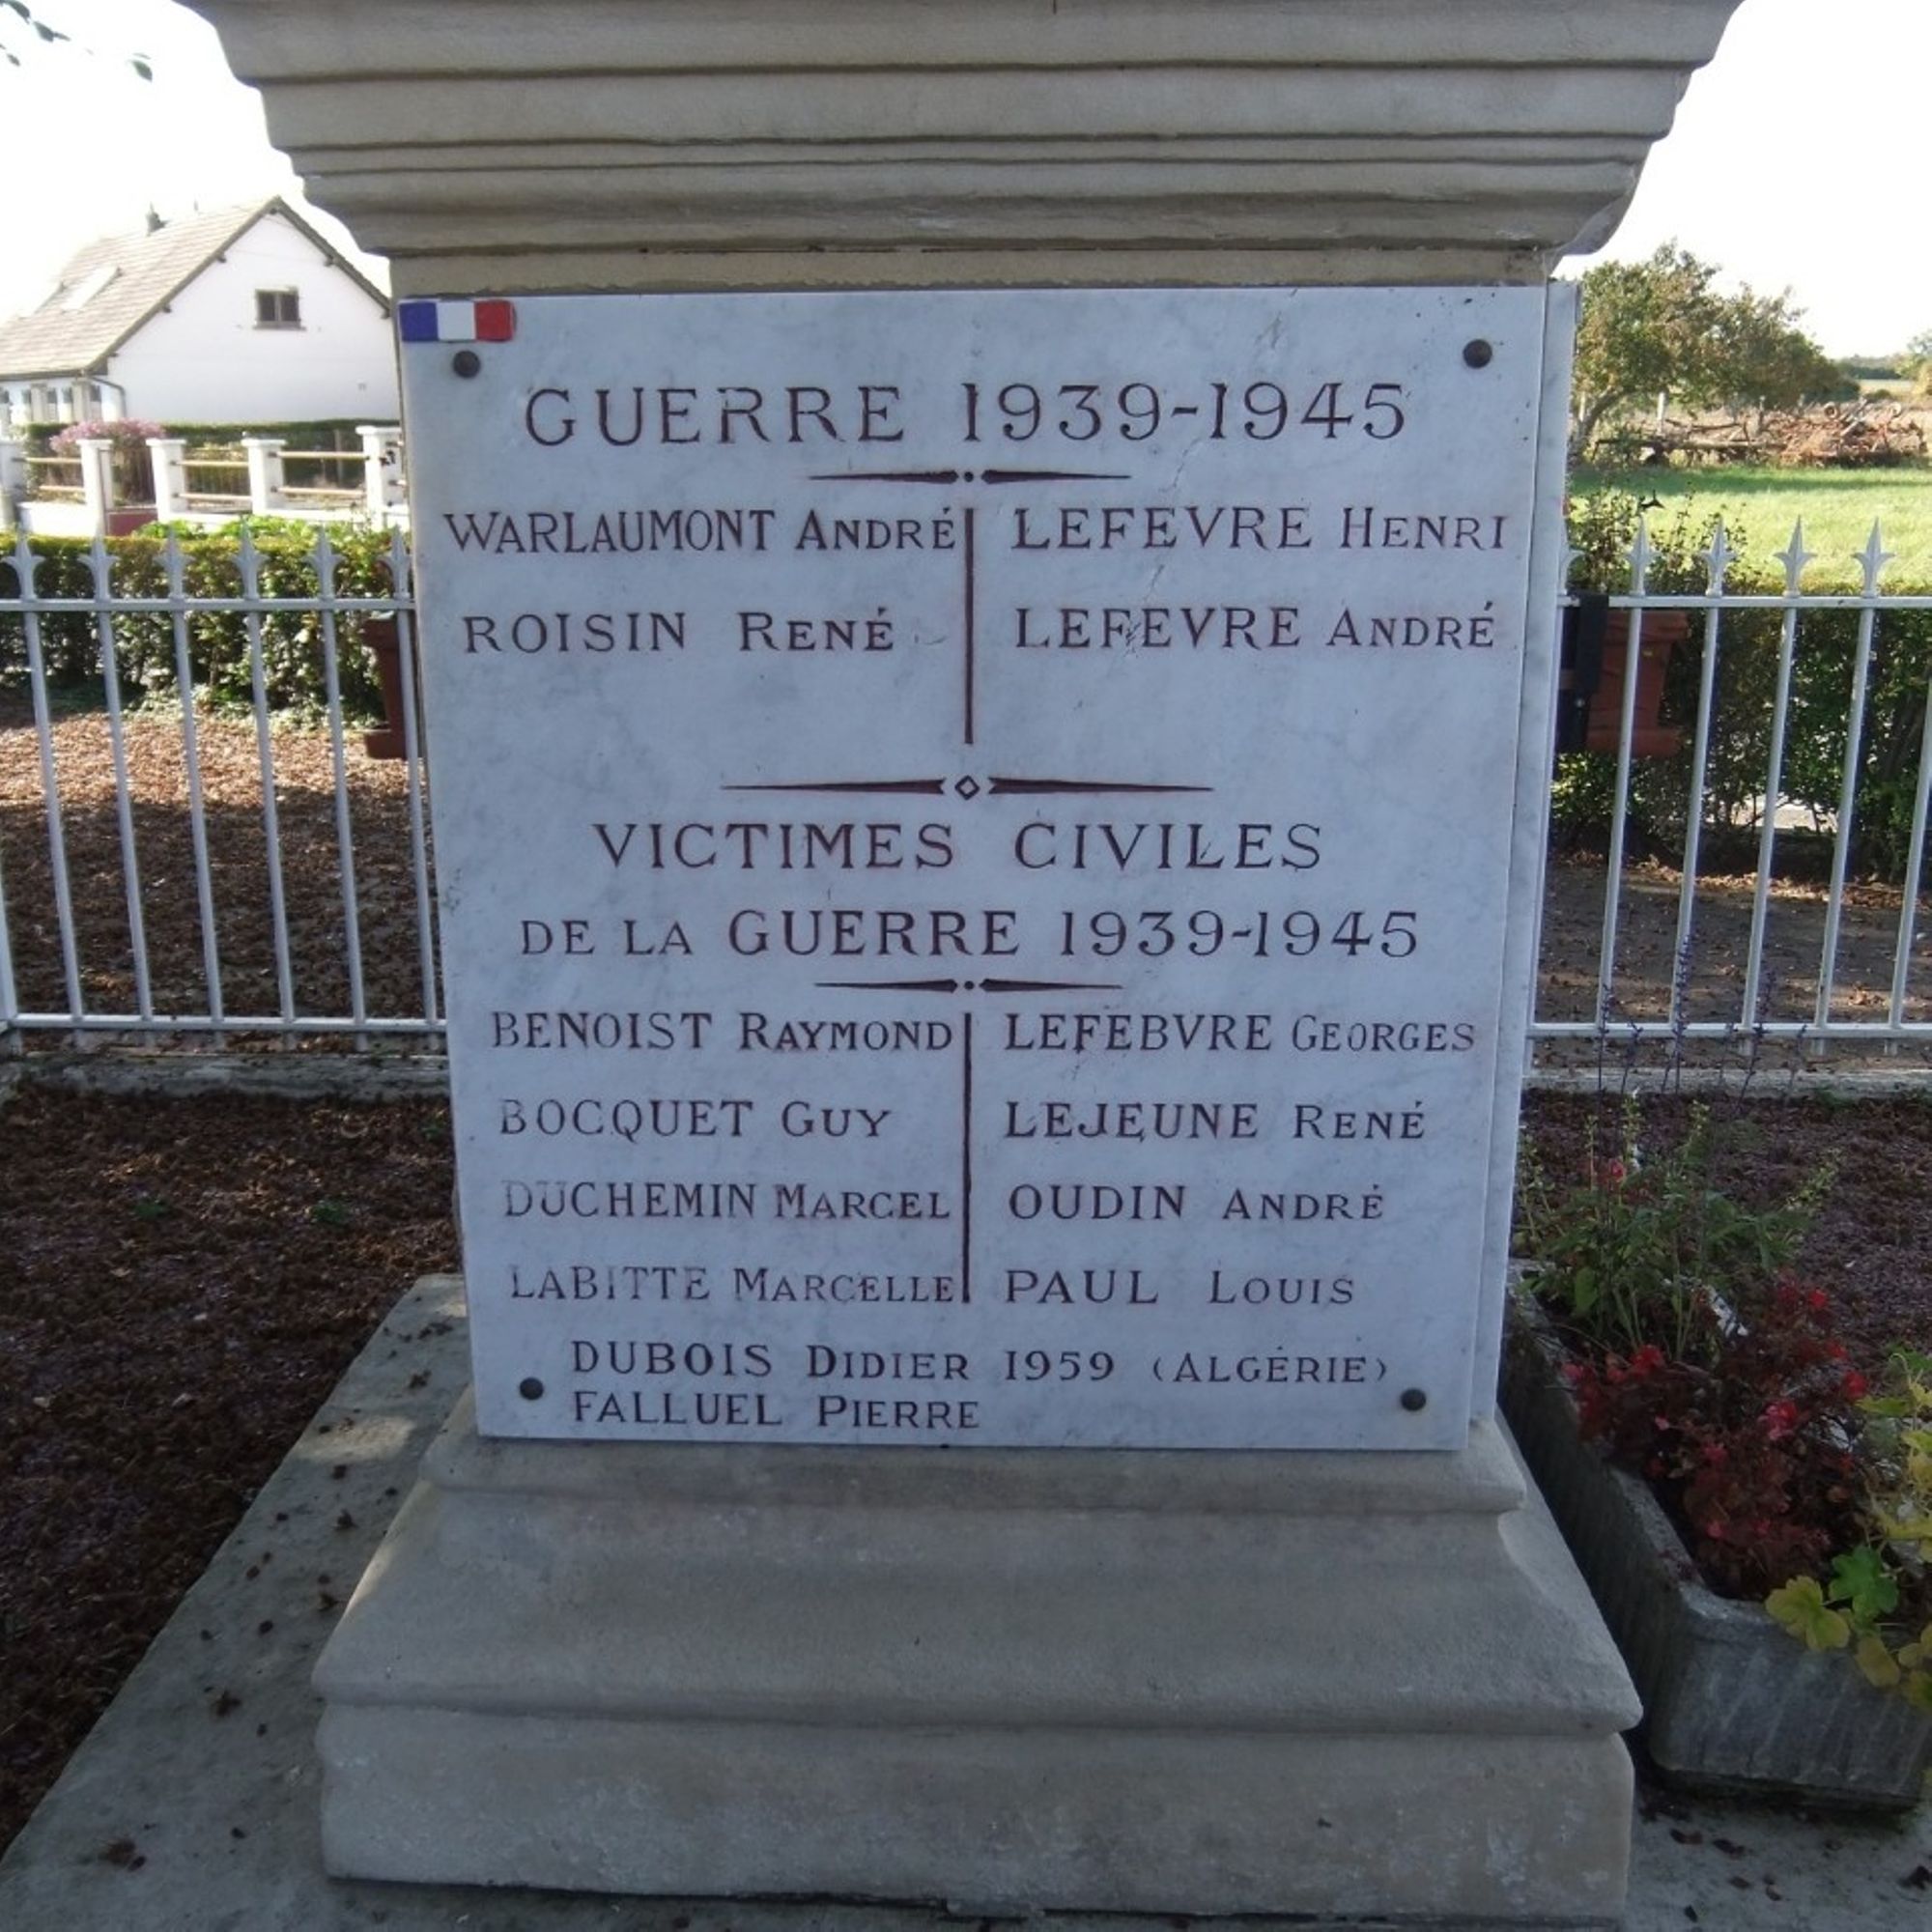 GUERRE 1939-1945
WARLAUMONT ANDRÉ
LEFEVRE HENRI
ROISIN RENÉ
LEFEVRE ANDRÉ
VICTIMES CIVILES
DE LA GUERRE 1939-1945
BENOIST RAYMOND
LEFEBVRE GEORGES
BOCQUET GUY
LEJEUNE RENÉ
DUCHEMIN MARCEL
OUDIN ANDRÉ
LABITTE MARCELLE
PAUL LOUIS
DUBOIS DIDIER 1959 (ALGÉRIE)
FALLUEL PIERRE